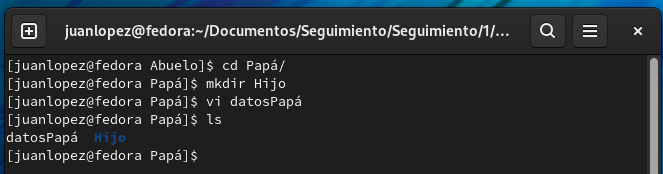 juanlopez@fedora:~/Documentos/Seguimiento/Seguimiento/1/...
[juanlopez@fedora Abuelo]$ cd Papá/
[juanlopez@fedora Papá]$ mkdir Hijo
[juanlopez@fedora Papá]$ vi datosPapá
[juanlopez@fedora Papá]$ ls
datosPapá  Hijo
[juanlopez@fedora Papá]$